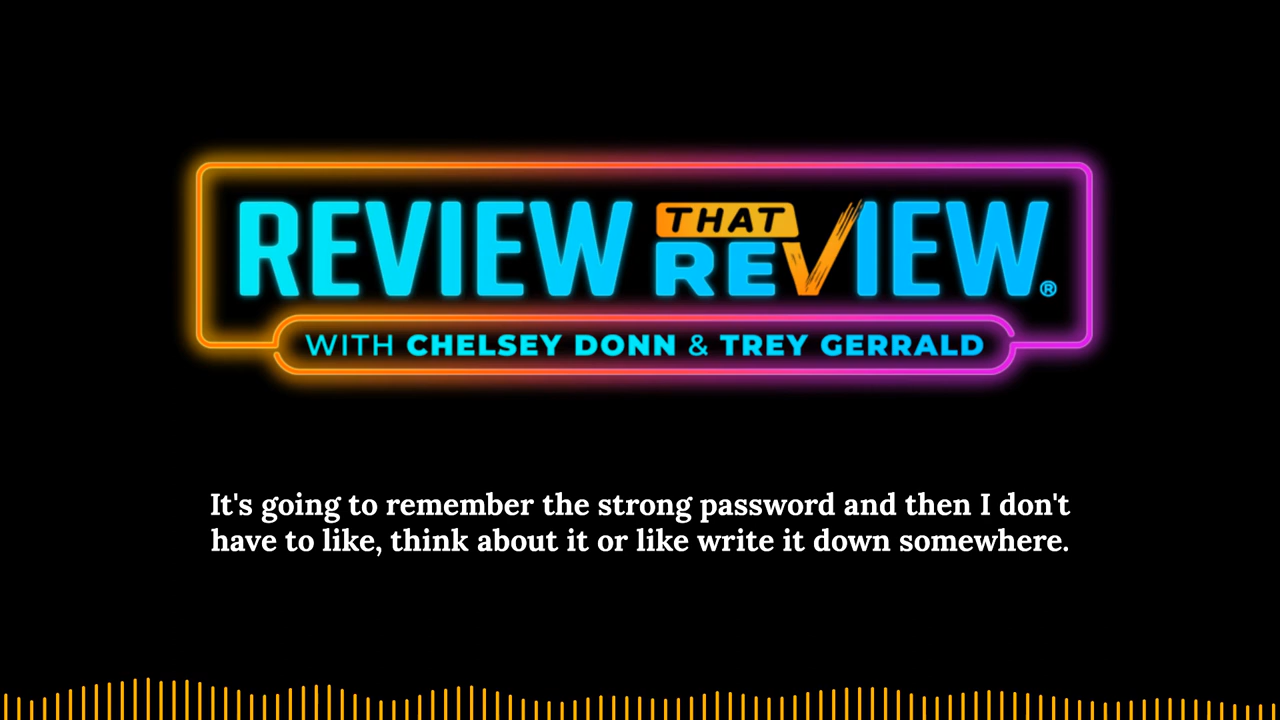 REVIEW THAT REVIEW®
WITH CHELSEY DONN & TREY GERRALD
It's going to remember the strong password and then I don't
have to like, think about it or like write it down somewhere.